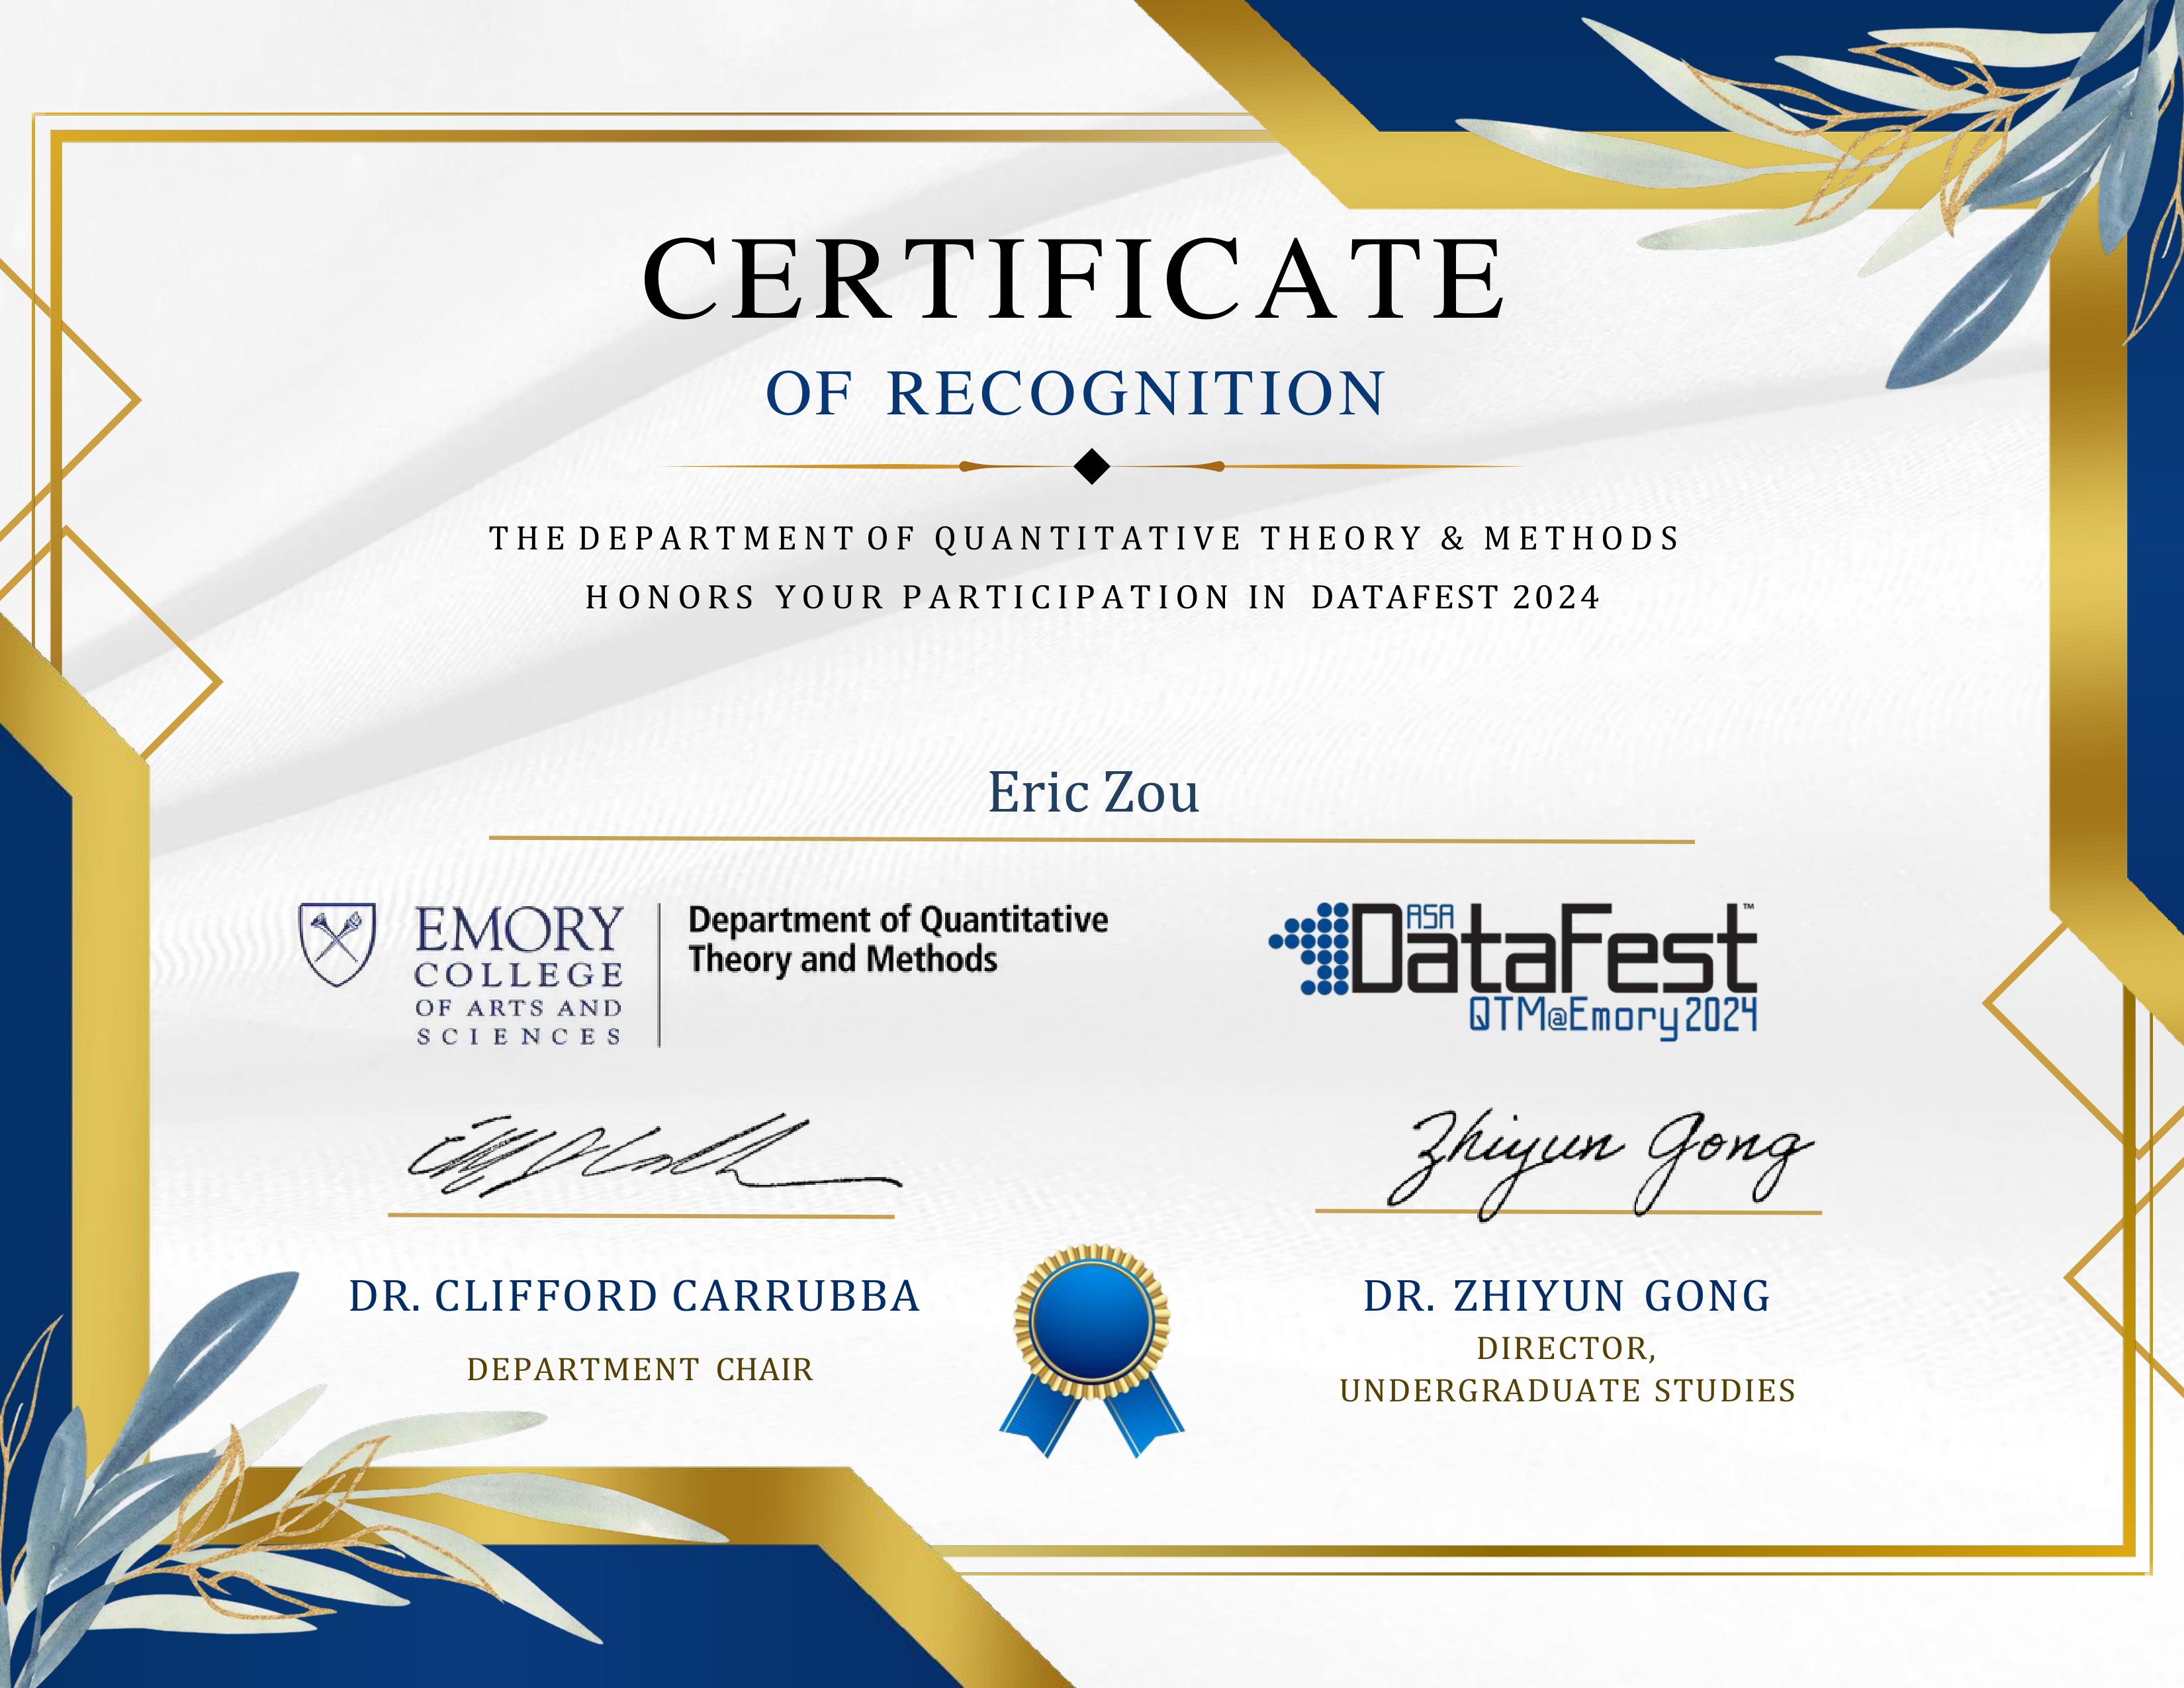 CERTIFICATE
OF RECOGNITION
THE DEPARTMENT OF QUANTITATIVE THEORY & METHODS
HONORS YOUR PARTICIPATION IN DATAFEST 2024
Eric Zou
EMORY
COLLEGE
OF ARTS AND
SCIENCES
Department of Quantitative
Theory and Methods
ASA
DataFest™
QTM@Emory 2024
Zhiyun Gong
DR. CLIFFORD CARRUBBA
DEPARTMENT CHAIR
DR. ZHIYUN GONG
DIRECTOR,
UNDERGRADUATE STUDIES